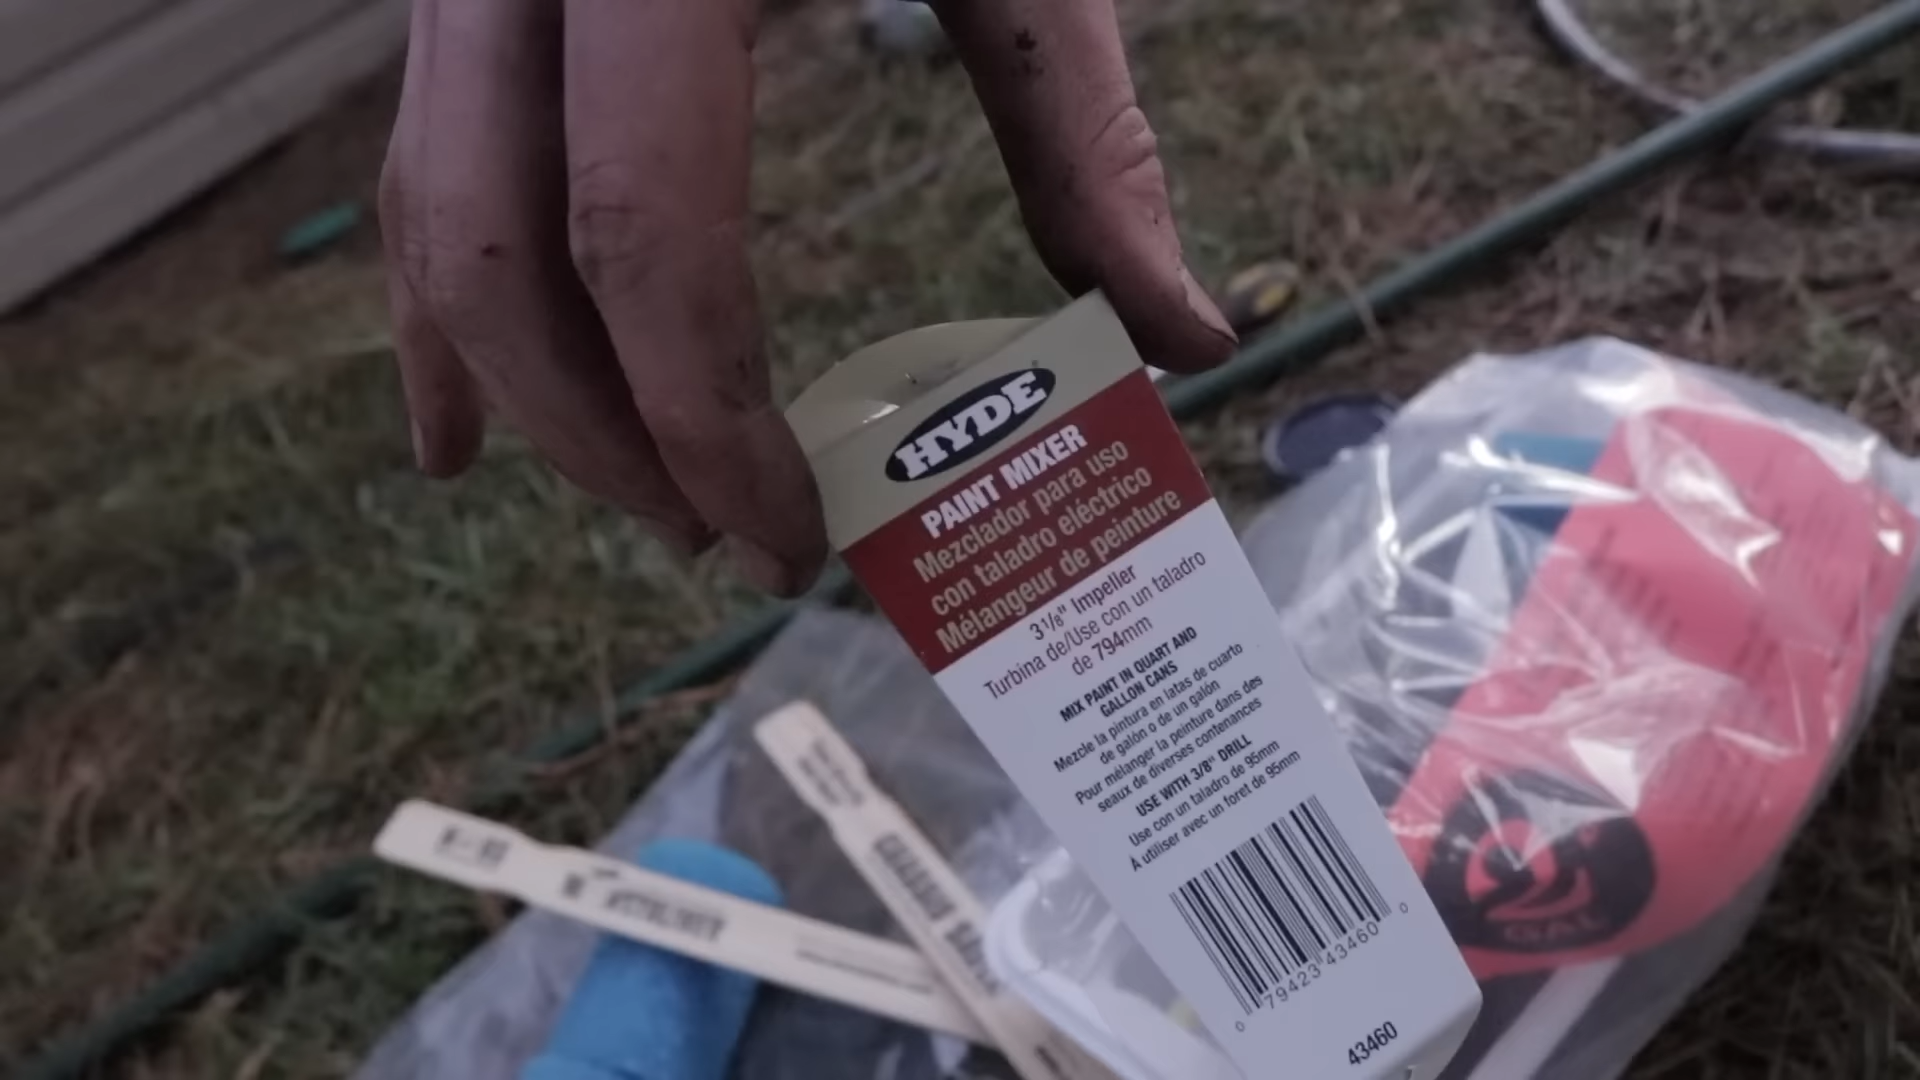 HYDE
PAINT MIXER
Mezclador para uso
con taladro eléctrico
Mélangeur de peinture
3 1/8" Impeller
Turbina de/Use con un taladro
de 794mm
MIX PAINT IN QUART AND
GALLON CANS
Mezcle la pintura en latas de cuarto
de galón o de un galón
Pour mélanger la peinture dans des
seaux de diverses contenances
USE WITH 3/8" DRILL
Use con un taladro de 95mm
À utiliser avec un foret de 95mm
0 79423 43460 0
43460
GAL